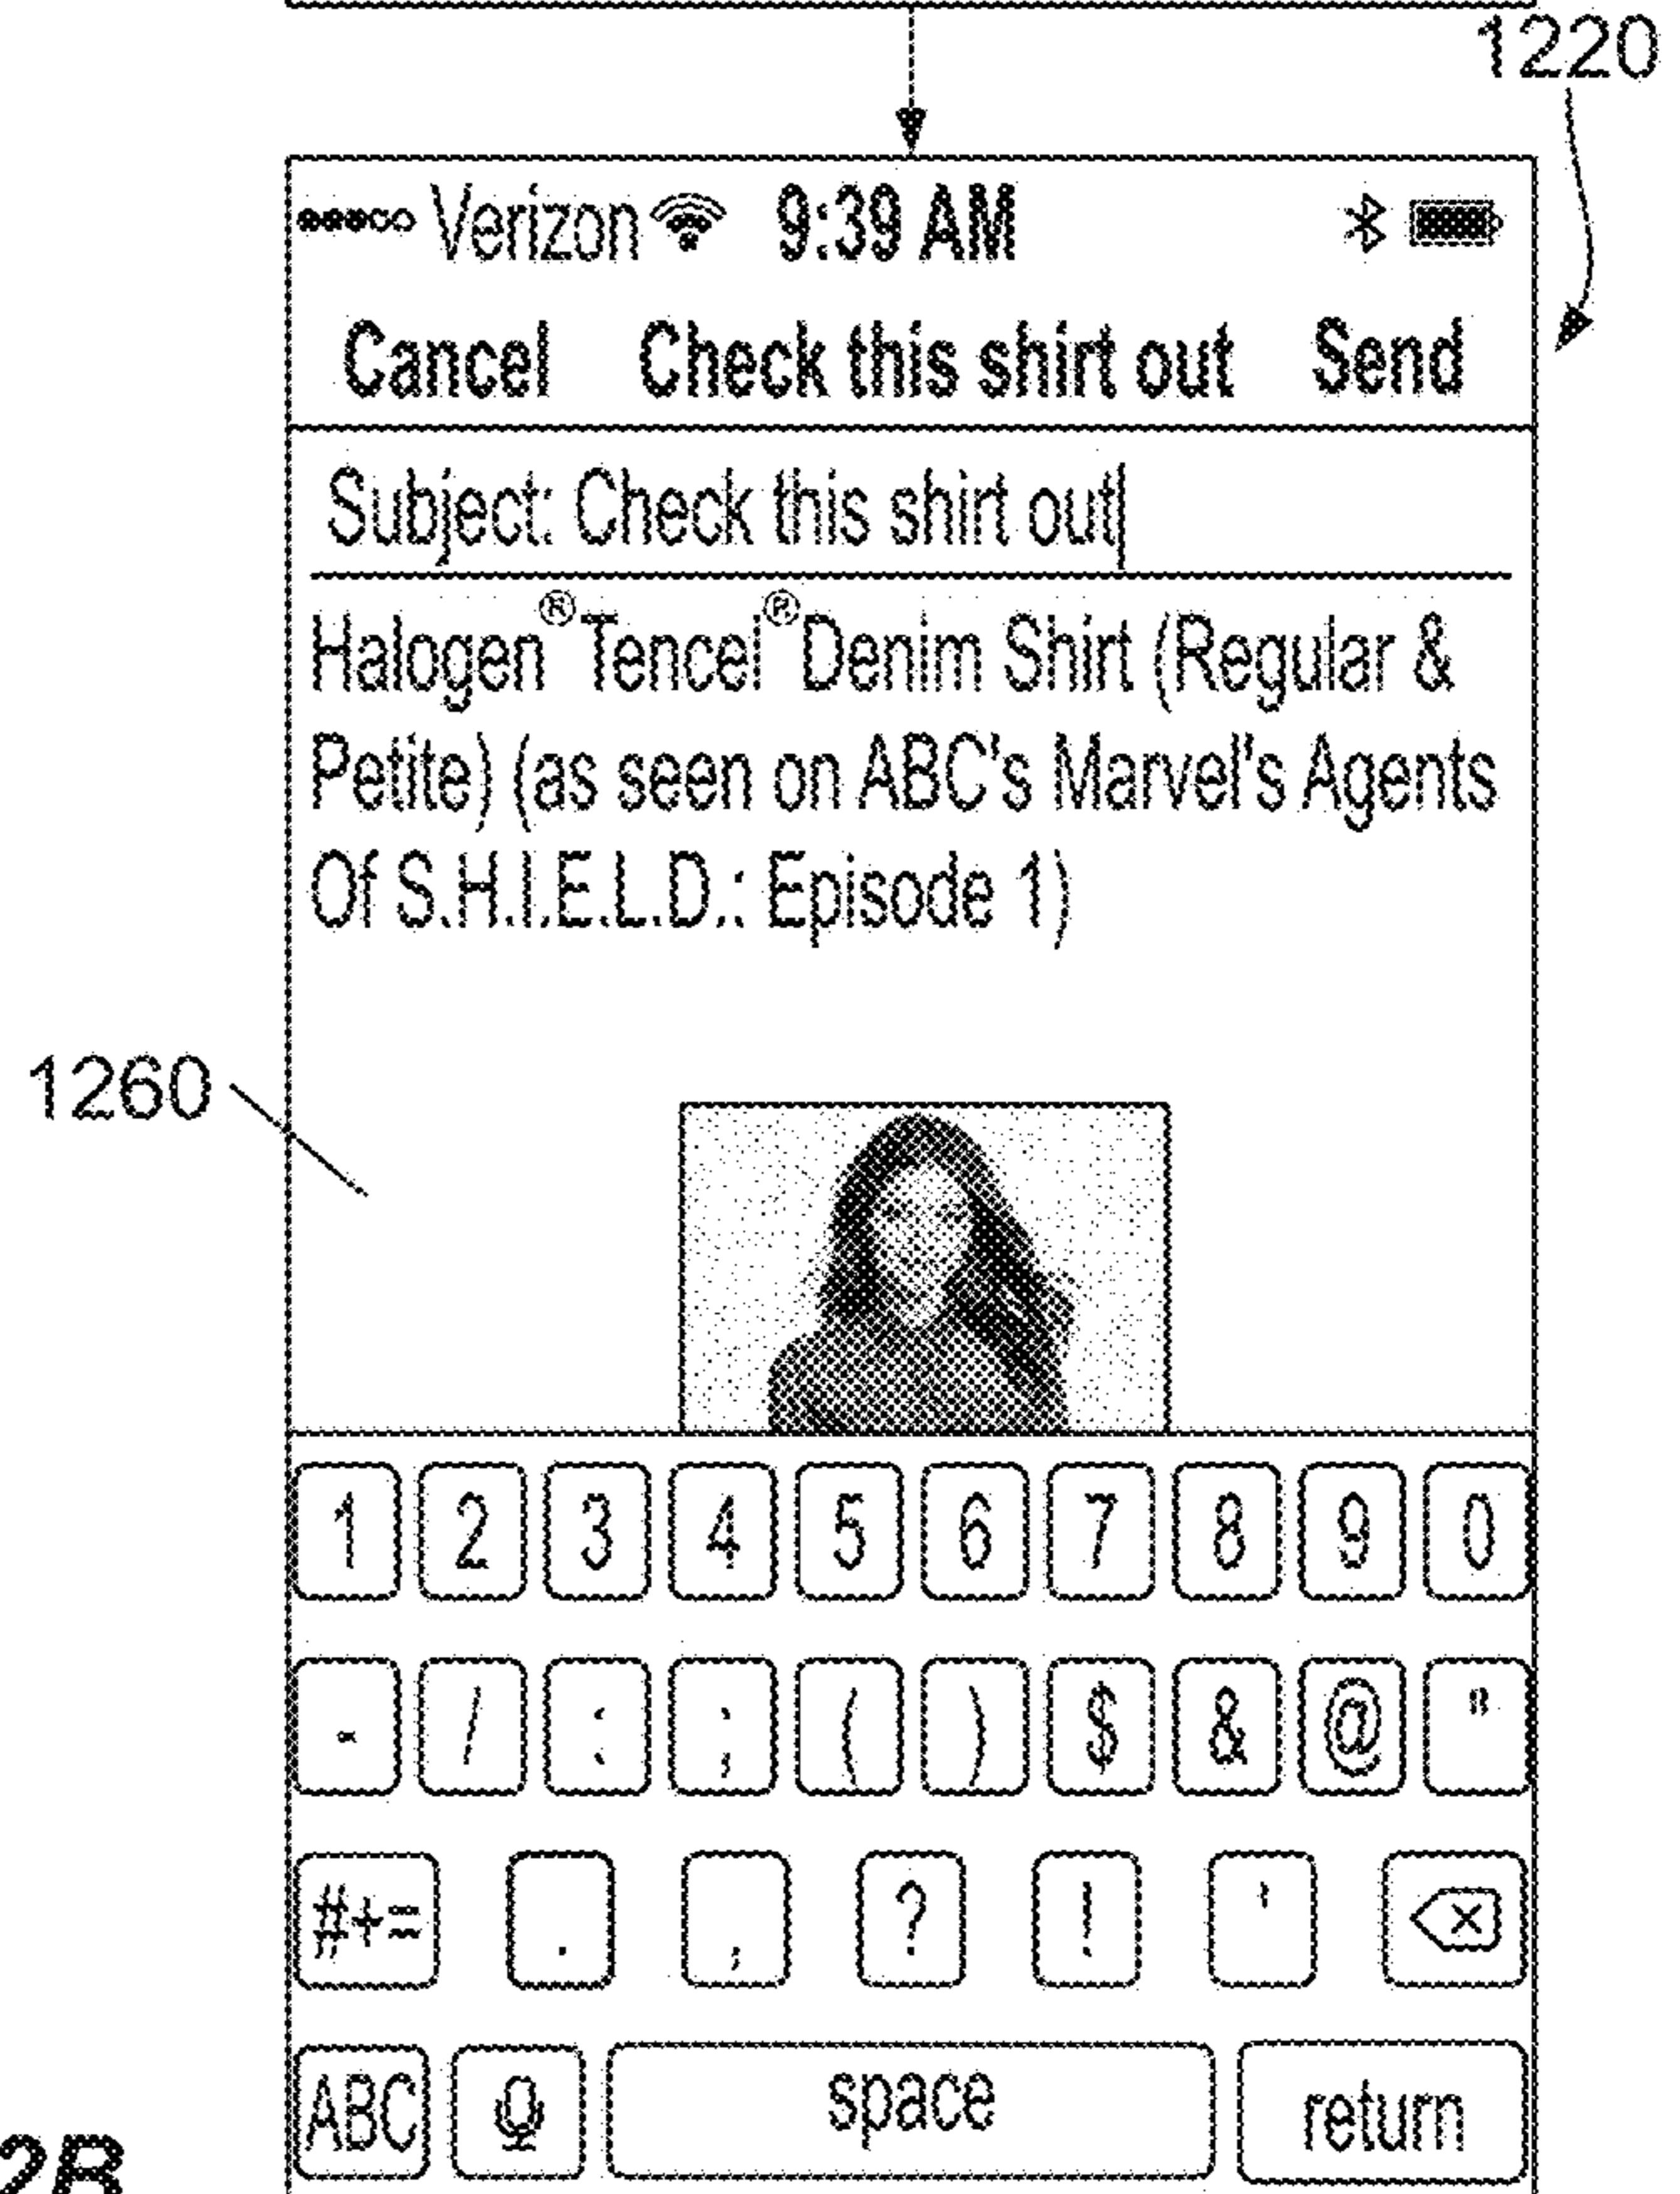 1220
Verizon 9:39 AM
Cancel Check this shirt out Send
Subject: Check this shirt out
Halogen® Tencel® Denim Shirt (Regular &
Petite) (as seen on ABC's Marvel's Agents
Of S.H.I.E.L.D.: Episode 1)
1260
1 2 3 4 5 6 7 8 9 0
- / : ; ( ) $ & @ "
#+= . , ? ! '
ABC space return
2B